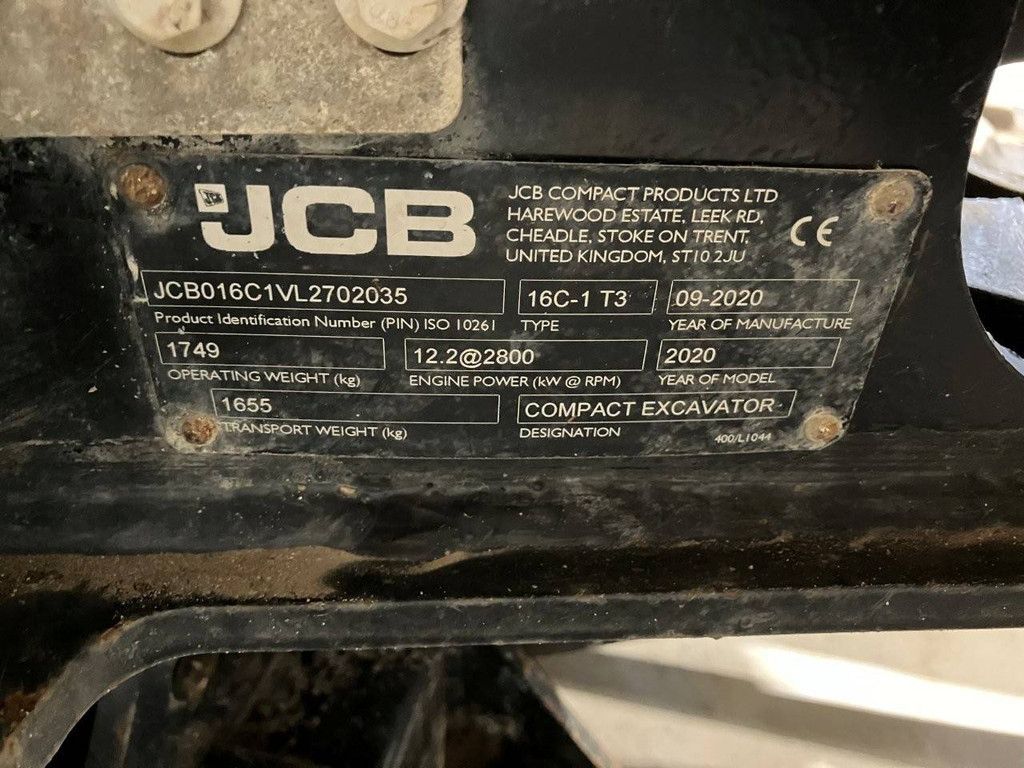 JCB
JCB
JCB COMPACT PRODUCTS LTD
HAREWOOD ESTATE, LEEK RD,
CHEADLE, STOKE ON TRENT.
UNITED KINGDOM, ST10 2JU
CE
JCB016C1VL2702035
Product Identification Number (PIN) ISO 10261
16C-1 T3
TYPE
09-2020
YEAR OF MANUFACTURE
1749
OPERATING WEIGHT (kg)
12.2@2800
ENGINE POWER (kW @ RPM)
2020
YEAR OF MODEL
1655
TRANSPORT WEIGHT (kg)
COMPACT EXCAVATOR
DESIGNATION
400/L1044